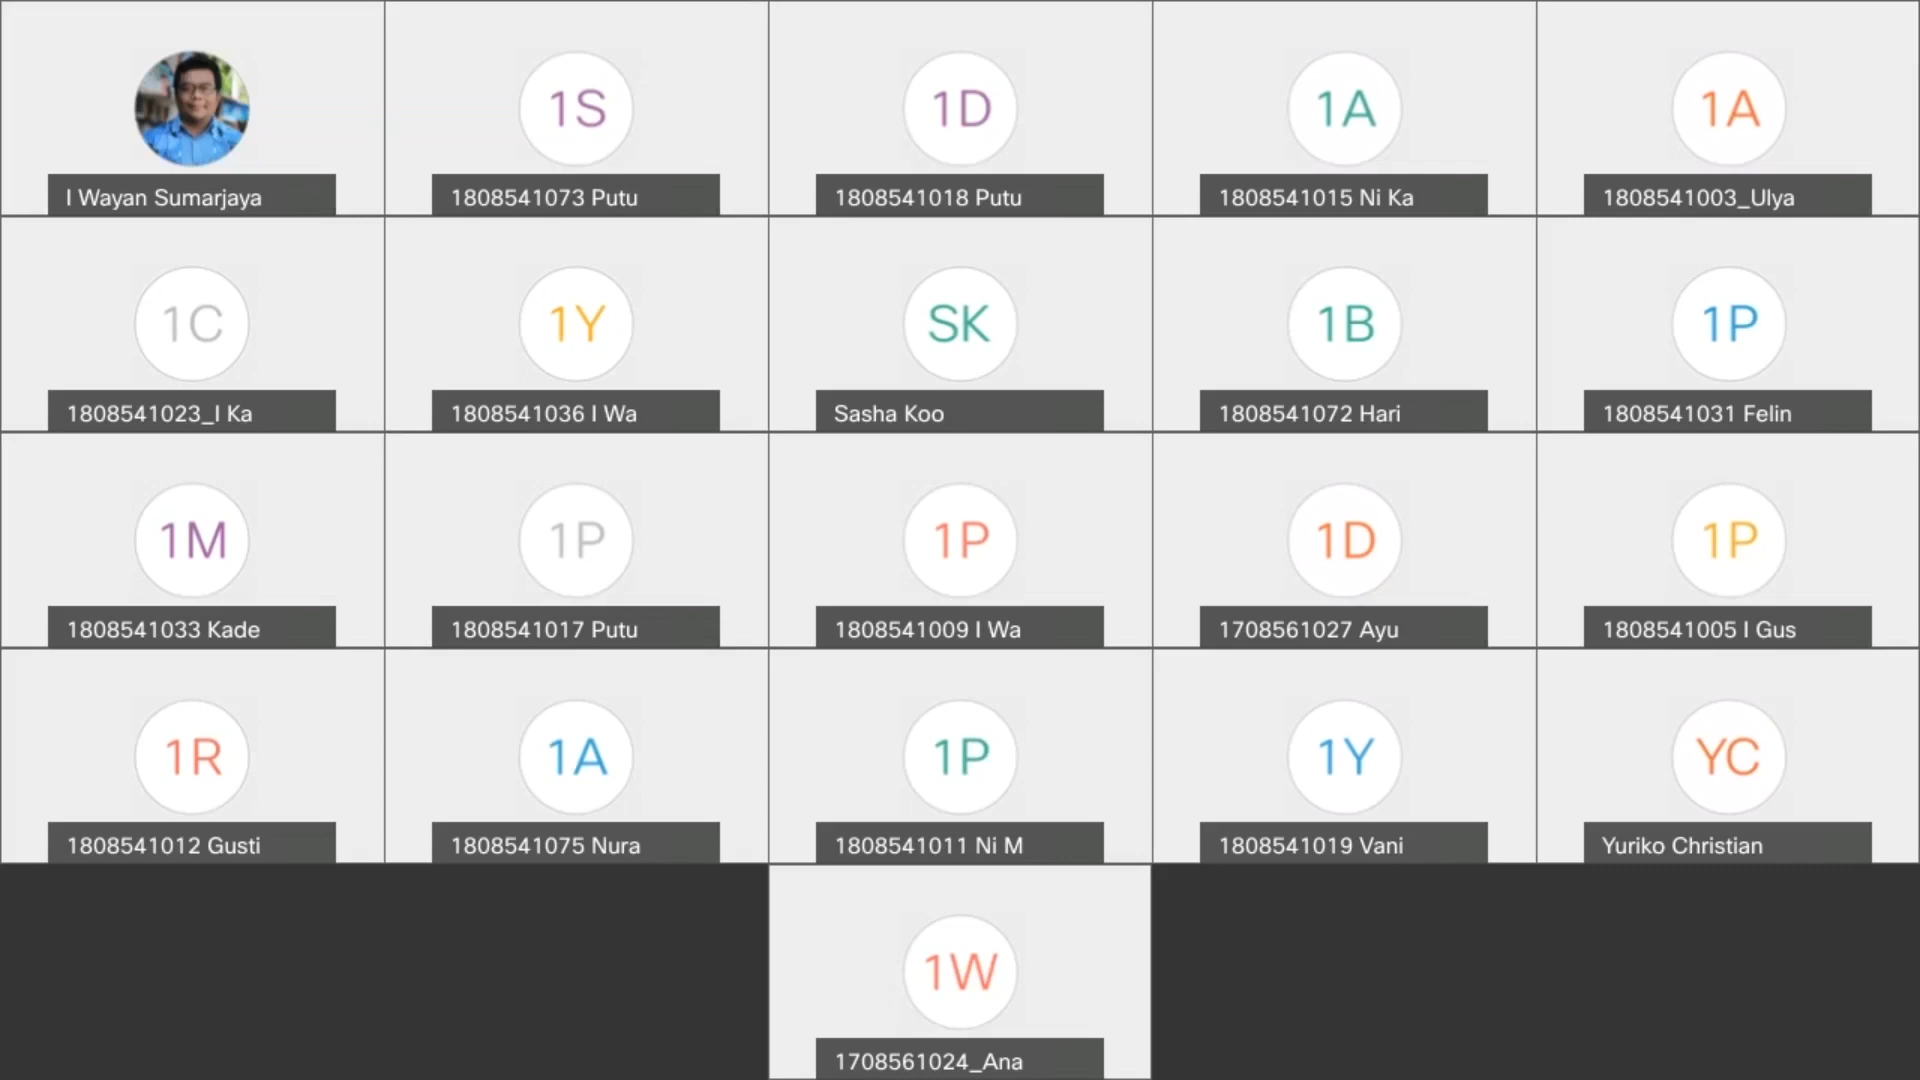 I Wayan Sumarjaya
1S
1808541073 Putu
1D
1808541018 Putu
1A
1808541015 Ni Ka
1A
1808541003_Ulya
1C
1808541023_I Ka
1Y
1808541036 I Wa
SK
Sasha Koo
1B
1808541072 Hari
1P
1808541031 Felin
1M
1808541033 Kade
1P
1808541017 Putu
1P
1808541009 I Wa
1D
1708561027 Ayu
1P
1808541005 I Gus
1R
1808541012 Gusti
1A
1808541075 Nura
1P
1808541011 Ni M
1Y
1808541019 Vani
YC
Yuriko Christian
1W
1708561024_Ana